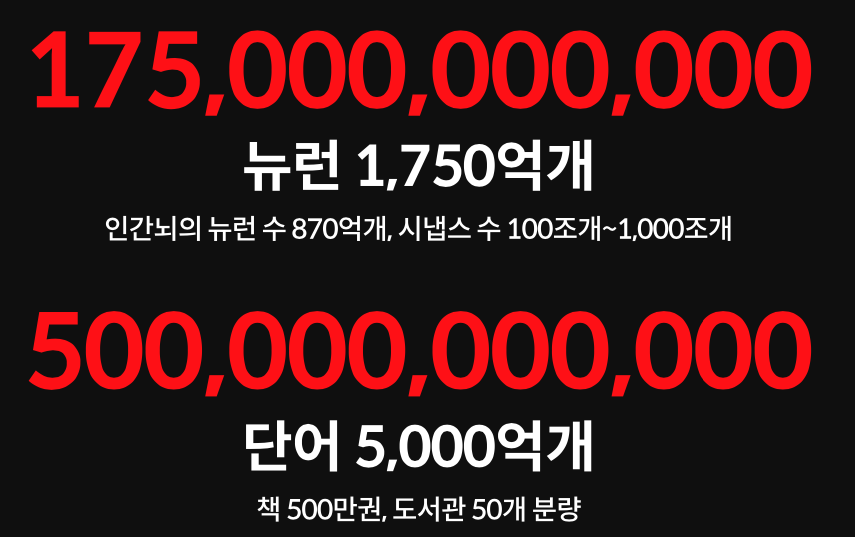 175,000,000,000
뉴런 1,750억개
인간뇌의 뉴런 수 870억개, 시냅스 수 100조개~1,000조개
500,000,000,000
단어 5,000억개
책 500만권, 도서관 50개 분량